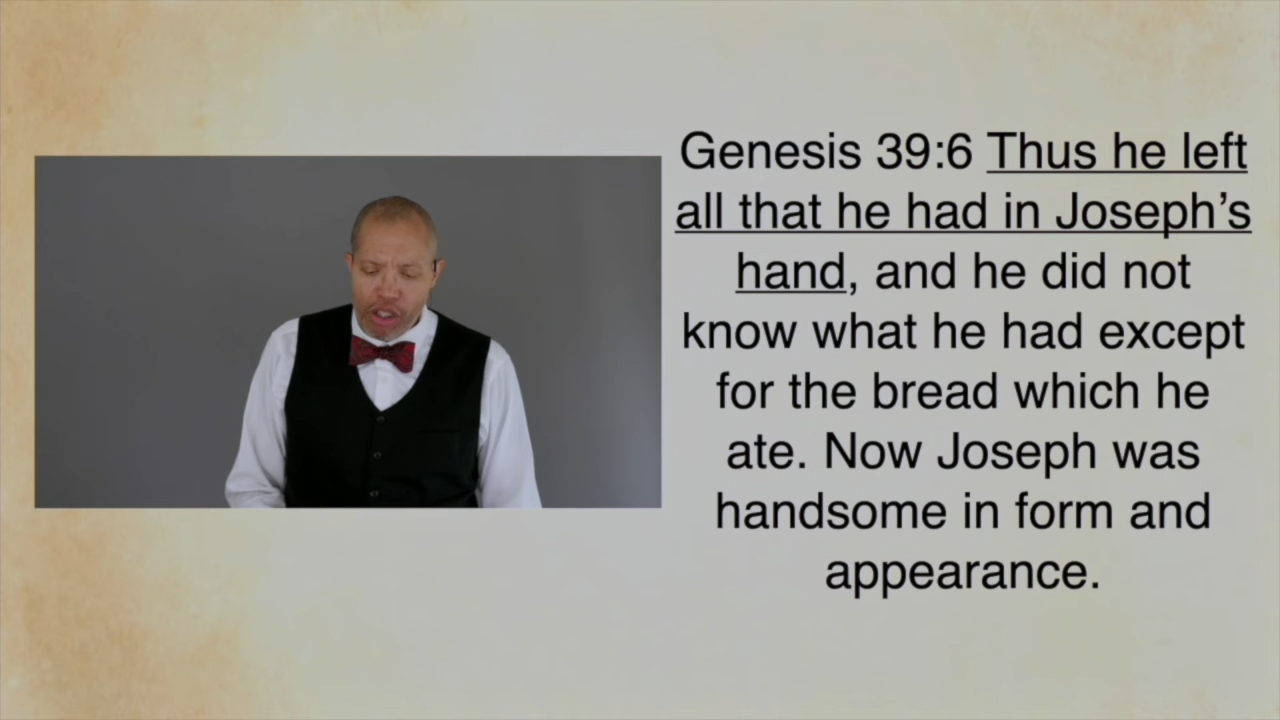 Genesis 39:6 Thus he left
all that he had in Joseph’s
hand, and he did not
know what he had except
for the bread which he
ate. Now Joseph was
handsome in form and
appearance.